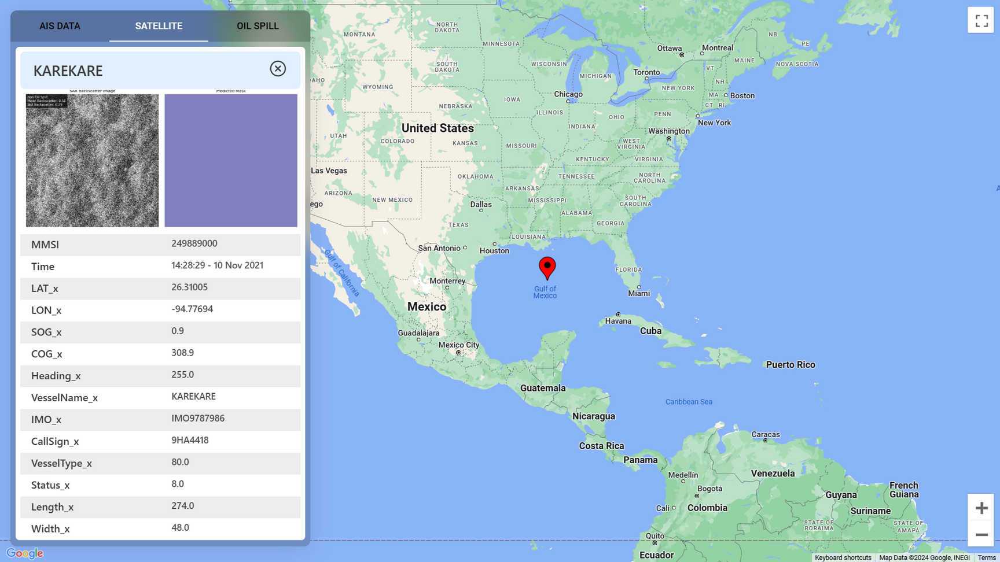 AIS DATA
SATELLITE
OIL SPILL
KAREKARE
SAR Backscatter Image
Predicted Mask
Non-Oil Spill
Mean Backscatter: 0.51
Std Backscatter: 0.29
MMSI 249889000
Time 14:28:29 - 10 Nov 2021
LAT_x 26.31005
LON_x -94.77694
SOG_x 0.9
COG_x 308.9
Heading_x 255.0
VesselName_x KAREKARE
IMO_x IMO9787986
CallSign_x 9HA4418
VesselType_x 80.0
Status_x 8.0
Length_x 274.0
Width_x 48.0
Google
MONTANA
NORTH
DAKOTA
MINNESOTA
SOUTH
DAKOTA
WISCONSIN
MICHIGAN
Ottawa
Montreal
NB
PE
MAINE
NOVA SCOTIA
Toronto
VT
NH
NEW YORK
MA
Boston
CT
RI
AHO
WYOMING
Chicago
IOWA
NEBRASKA
ILLINOIS
INDIANA
OHIO
PENN
New York
United States
Washington
UTAH
COLORADO
KANSAS
MISSOURI
WEST
VIRGINIA
KENTUCKY
VIRGINIA
Las Vegas
OKLAHOMA
TENNESSEE
NORTH
CAROLINA
ARIZONA
NEW MEXICO
ARKANSAS
MISSISSIPPI
SOUTH
CAROLINA
ego
Dallas
ALABAMA
TEXAS
GEORGIA
LOUISIANA
San Antonio
Houston
Gulf of California
FLORIDA
Monterrey
Gulf of
Mexico
Miami
Mexico
Havana
Cuba
Guadalajara
Mexico City
Puerto Rico
Guatemala
Caribbean Sea
Nicaragua
Caracas
Costa Rica
Panama
Medellín
Venezuela
Bogotá
French
Guiana
Guyana
Cali
Colombia
Suriname
STATE OF
RORAIMA
STATE OF
AMAPÁ
Quito
Ecuador
Keyboard shortcuts
Map Data ©2024 Google, INEGI
Terms